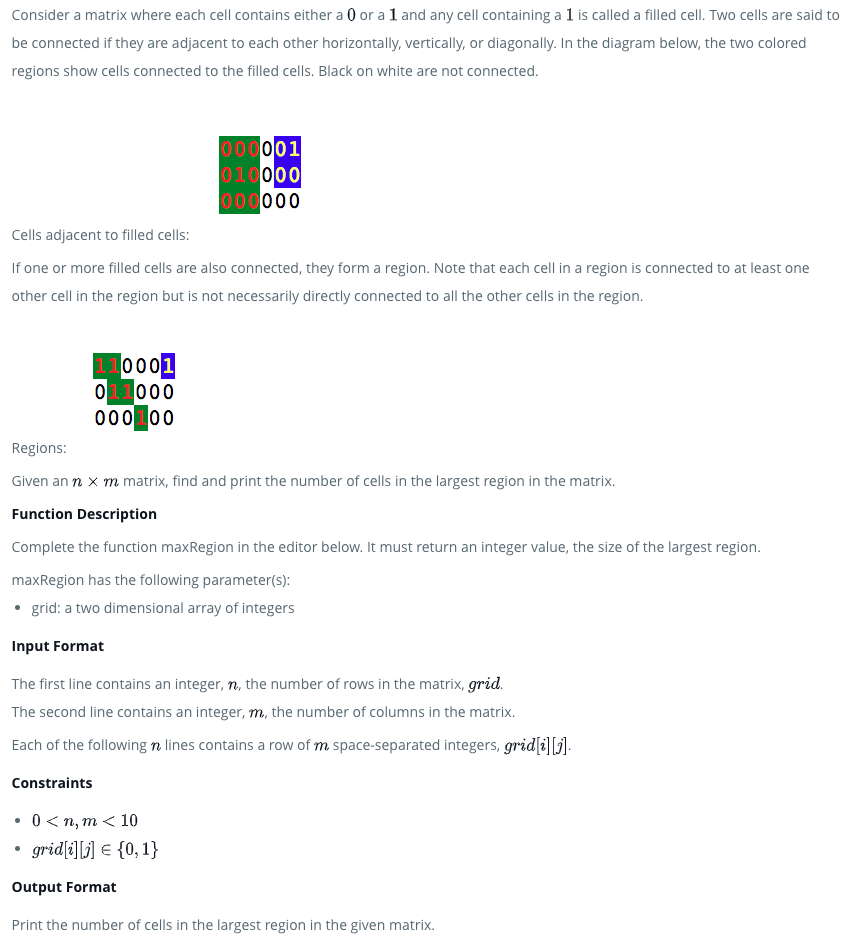 Consider a matrix where each cell contains either a 0 or a 1 and any cell containing a 1 is called a filled cell. Two cells are said to
be connected if they are adjacent to each other horizontally, vertically, or diagonally. In the diagram below, the two colored
regions show cells connected to the filled cells. Black on white are not connected.
000001
010000
000000
Cells adjacent to filled cells:
If one or more filled cells are also connected, they form a region. Note that each cell in a region is connected to at least one
other cell in the region but is not necessarily directly connected to all the other cells in the region.
110001
011000
000100
Regions:
Given an n × m matrix, find and print the number of cells in the largest region in the matrix.
Function Description
Complete the function maxRegion in the editor below. It must return an integer value, the size of the largest region.
maxRegion has the following parameter(s):
• grid: a two dimensional array of integers
Input Format
The first line contains an integer, n, the number of rows in the matrix, grid.
The second line contains an integer, m, the number of columns in the matrix.
Each of the following n lines contains a row of m space-separated integers, grid[i][j].
Constraints
• 0 < n, m < 10
• grid[i][j] ∈ {0, 1}
Output Format
Print the number of cells in the largest region in the given matrix.